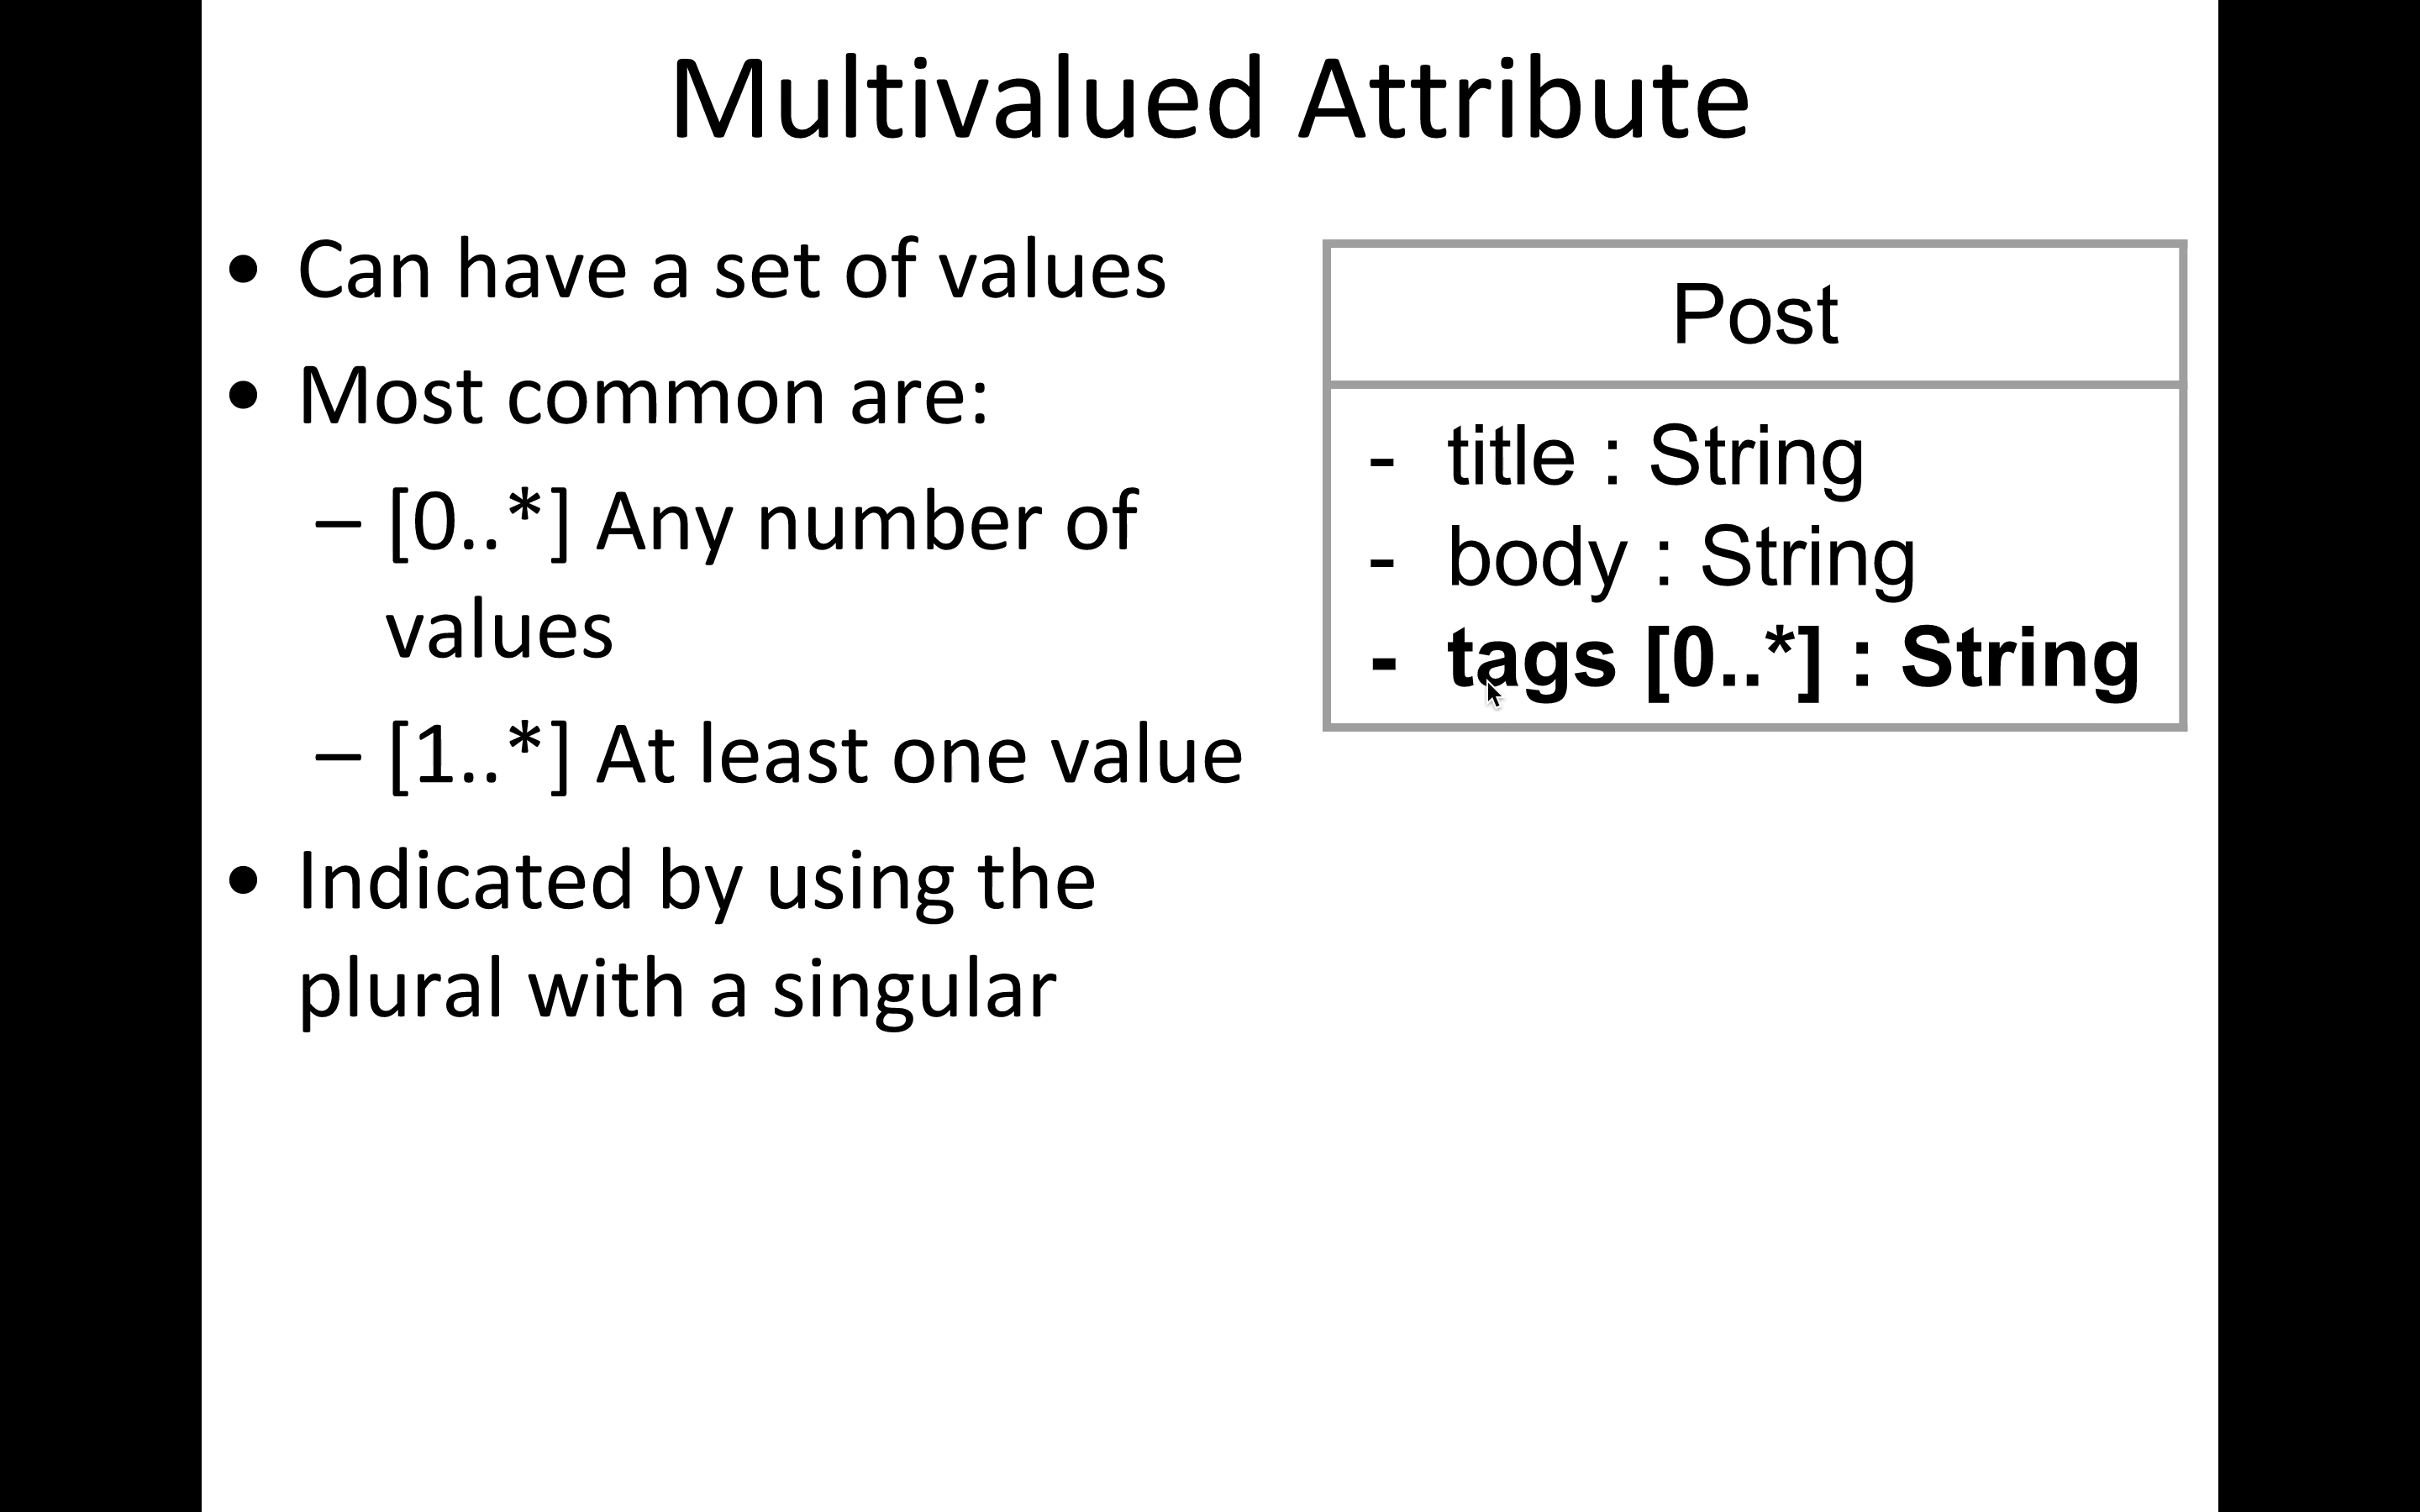 Multivalued Attribute
• Can have a set of values
• Most common are:
– [0..*] Any number of
values
– [1..*] At least one value
• Indicated by using the
plural with a singular
Post
- title : String
- body : String
- tags [0..*] : String